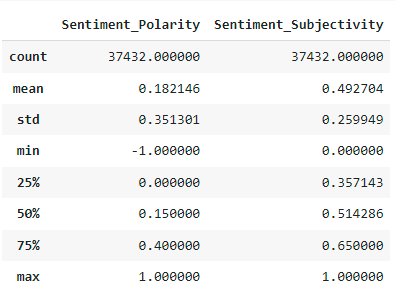 Sentiment_Polarity Sentiment_Subjectivity
count 37432.000000 37432.000000
mean 0.182146 0.492704
std 0.351301 0.259949
min -1.000000 0.000000
25% 0.000000 0.357143
50% 0.150000 0.514286
75% 0.400000 0.650000
max 1.000000 1.000000